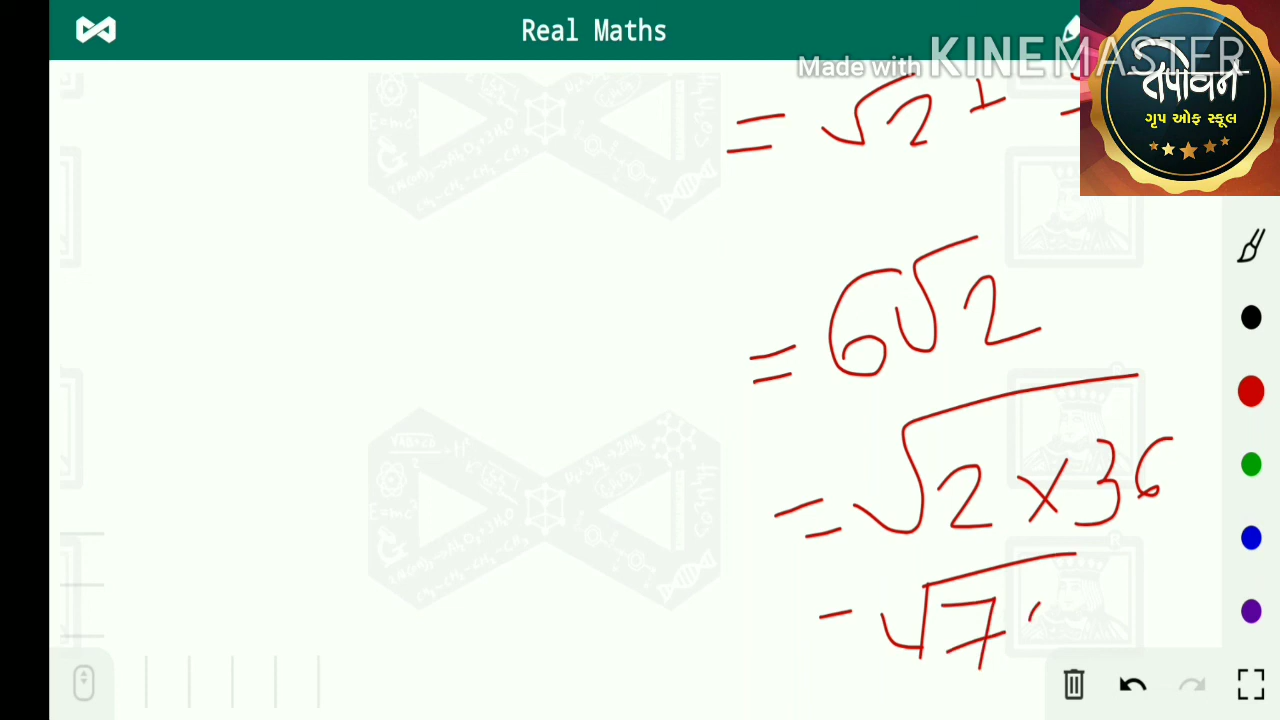 Real Maths
Made with KINEMASTER
તપોવન
ગૃપ ઓફ સ્કૂલ
= √2 +
= 6√2
= √2 × 36
- √7